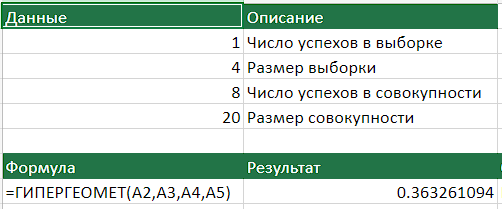 Данные Описание
1 Число успехов в выборке
4 Размер выборки
8 Число успехов в совокупности
20 Размер совокупности
Формула Результат
=ГИПЕРГЕОМЕТ(A2,A3,A4,A5) 0.363261094